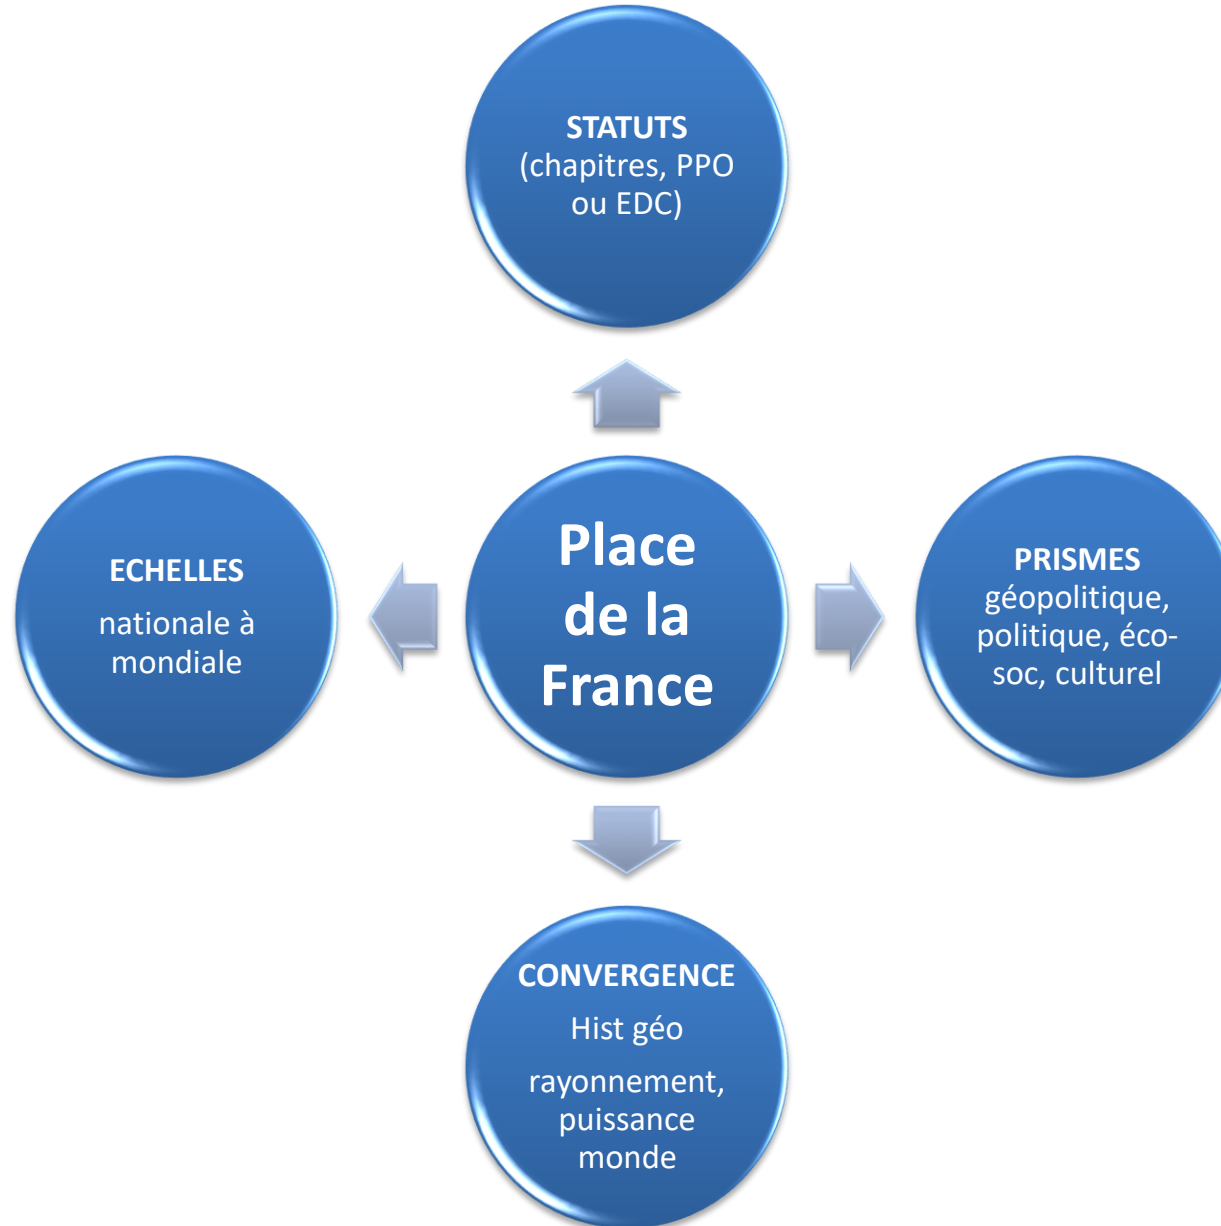 STATUTS
(chapitres, PPO
ou EDC)
ECHELLES
nationale à
mondiale
Place
de la
France
PRISMES
géopolitique,
politique, éco-
soc, culturel
CONVERGENCE
Hist géo
rayonnement,
puissance
monde